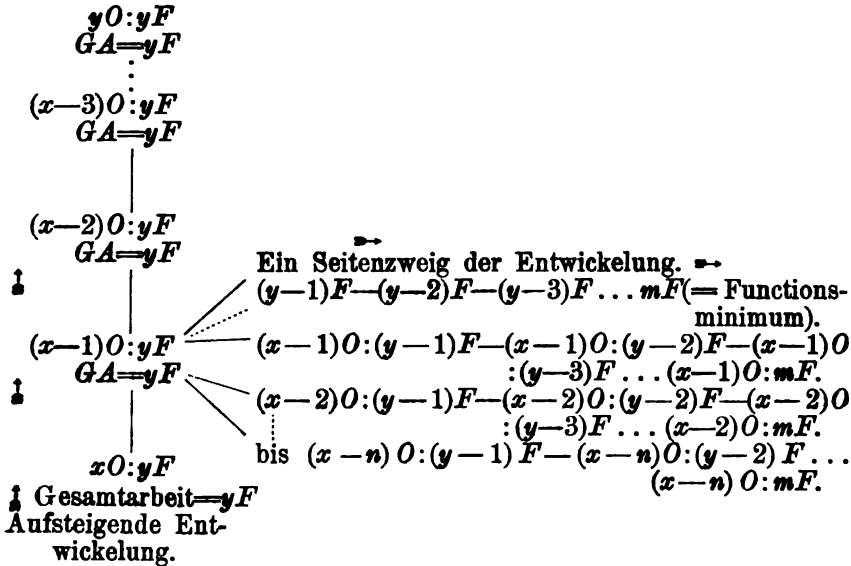 yO:yF
GA=yF
(x—3)O:yF
GA=yF
(x—2)O:yF
GA=yF
Ein Seitenzweig der Entwickelung.
(y—1)F—(y—2)F—(y—3)F ... mF(= Functions-
minimum).
(x—1)O:yF
GA=yF
(x—1)O:(y—1)F—(x—1)O:(y—2)F—(x—1)O
:(y—3)F ... (x—1)O:mF.
(x—2)O:(y—1)F—(x—2)O:(y—2)F—(x—2)O
:(y—3)F ... (x—2)O:mF.
bis (x—n)O:(y—1)F—(x—n)O:(y—2)F ...
(x—n)O:mF.
xO:yF
Gesamtarbeit=yF
Aufsteigende Ent-
wickelung.